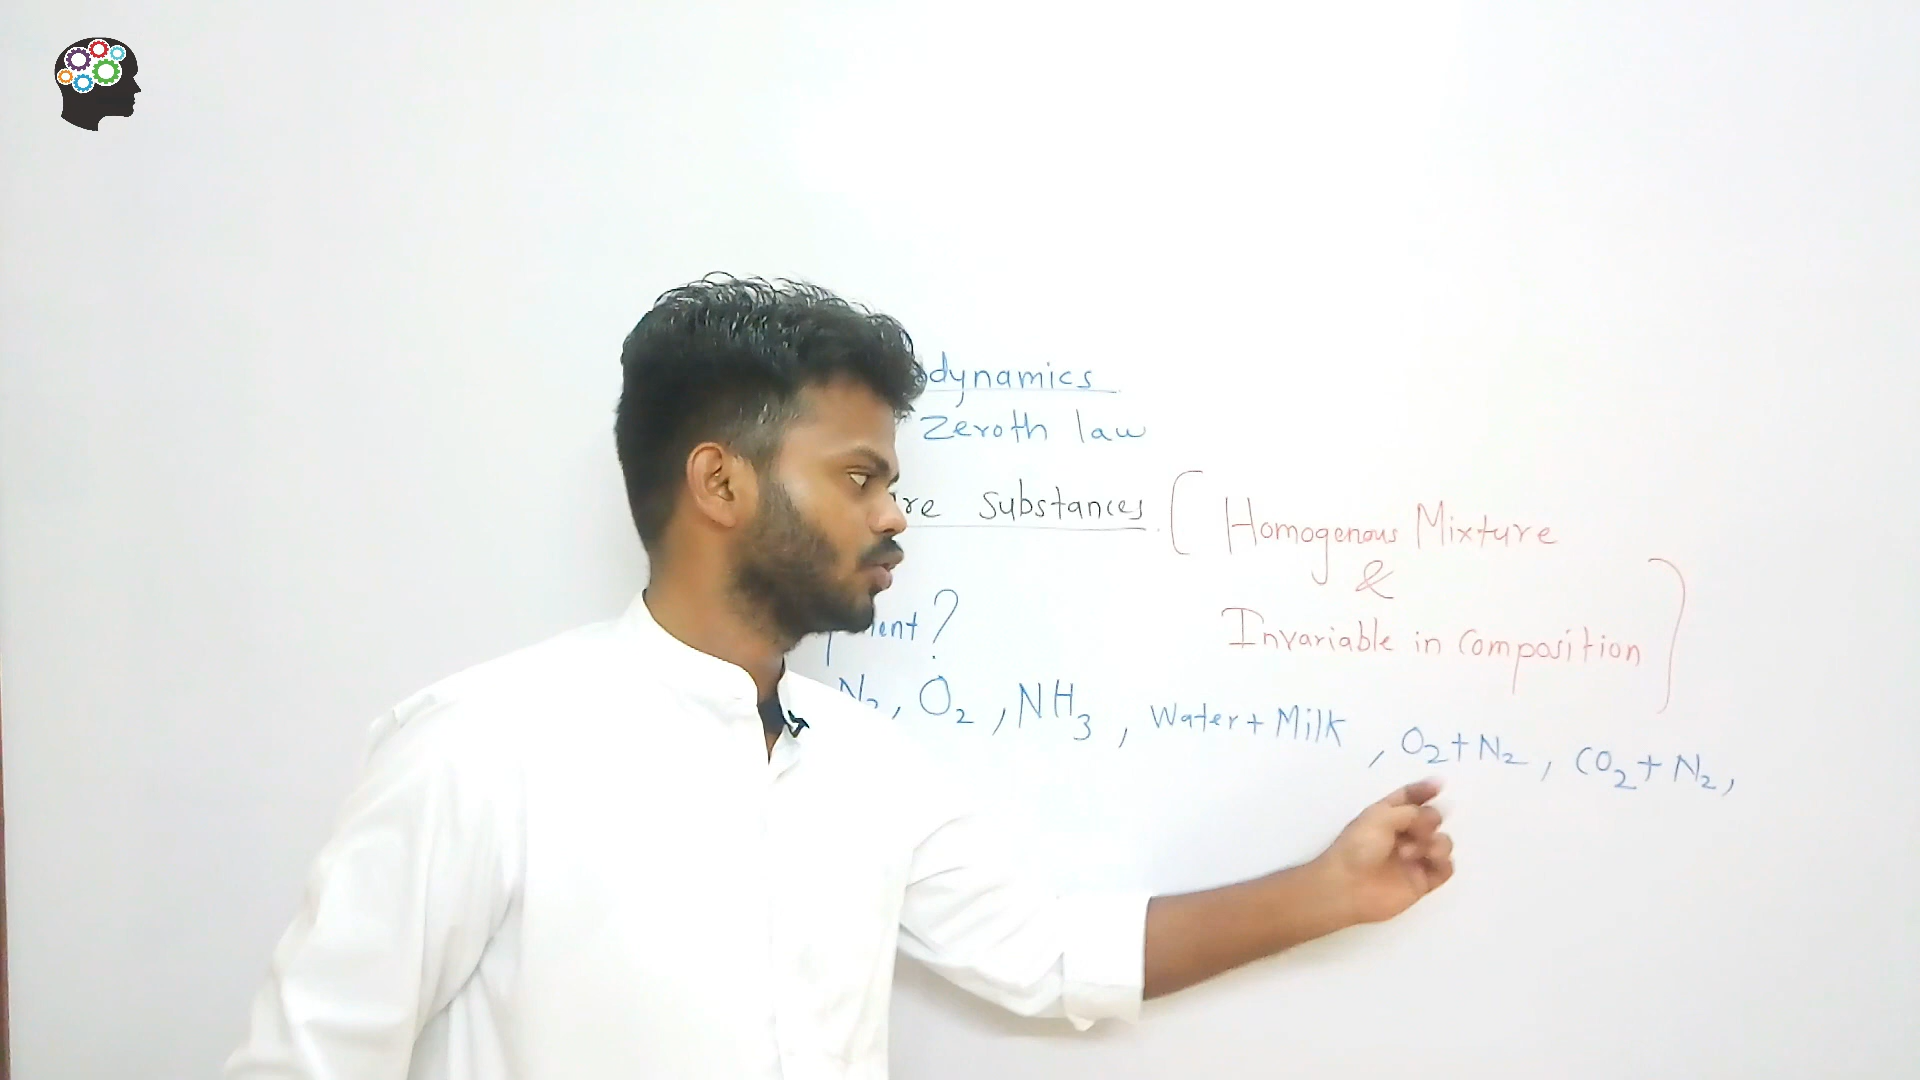 dynamics
Zeroth law
re substances (Homogenous Mixture
&
Invariable in composition)
ent?
N2, O2, NH3, Water + Milk, O2 + N2, CO2 + N2,